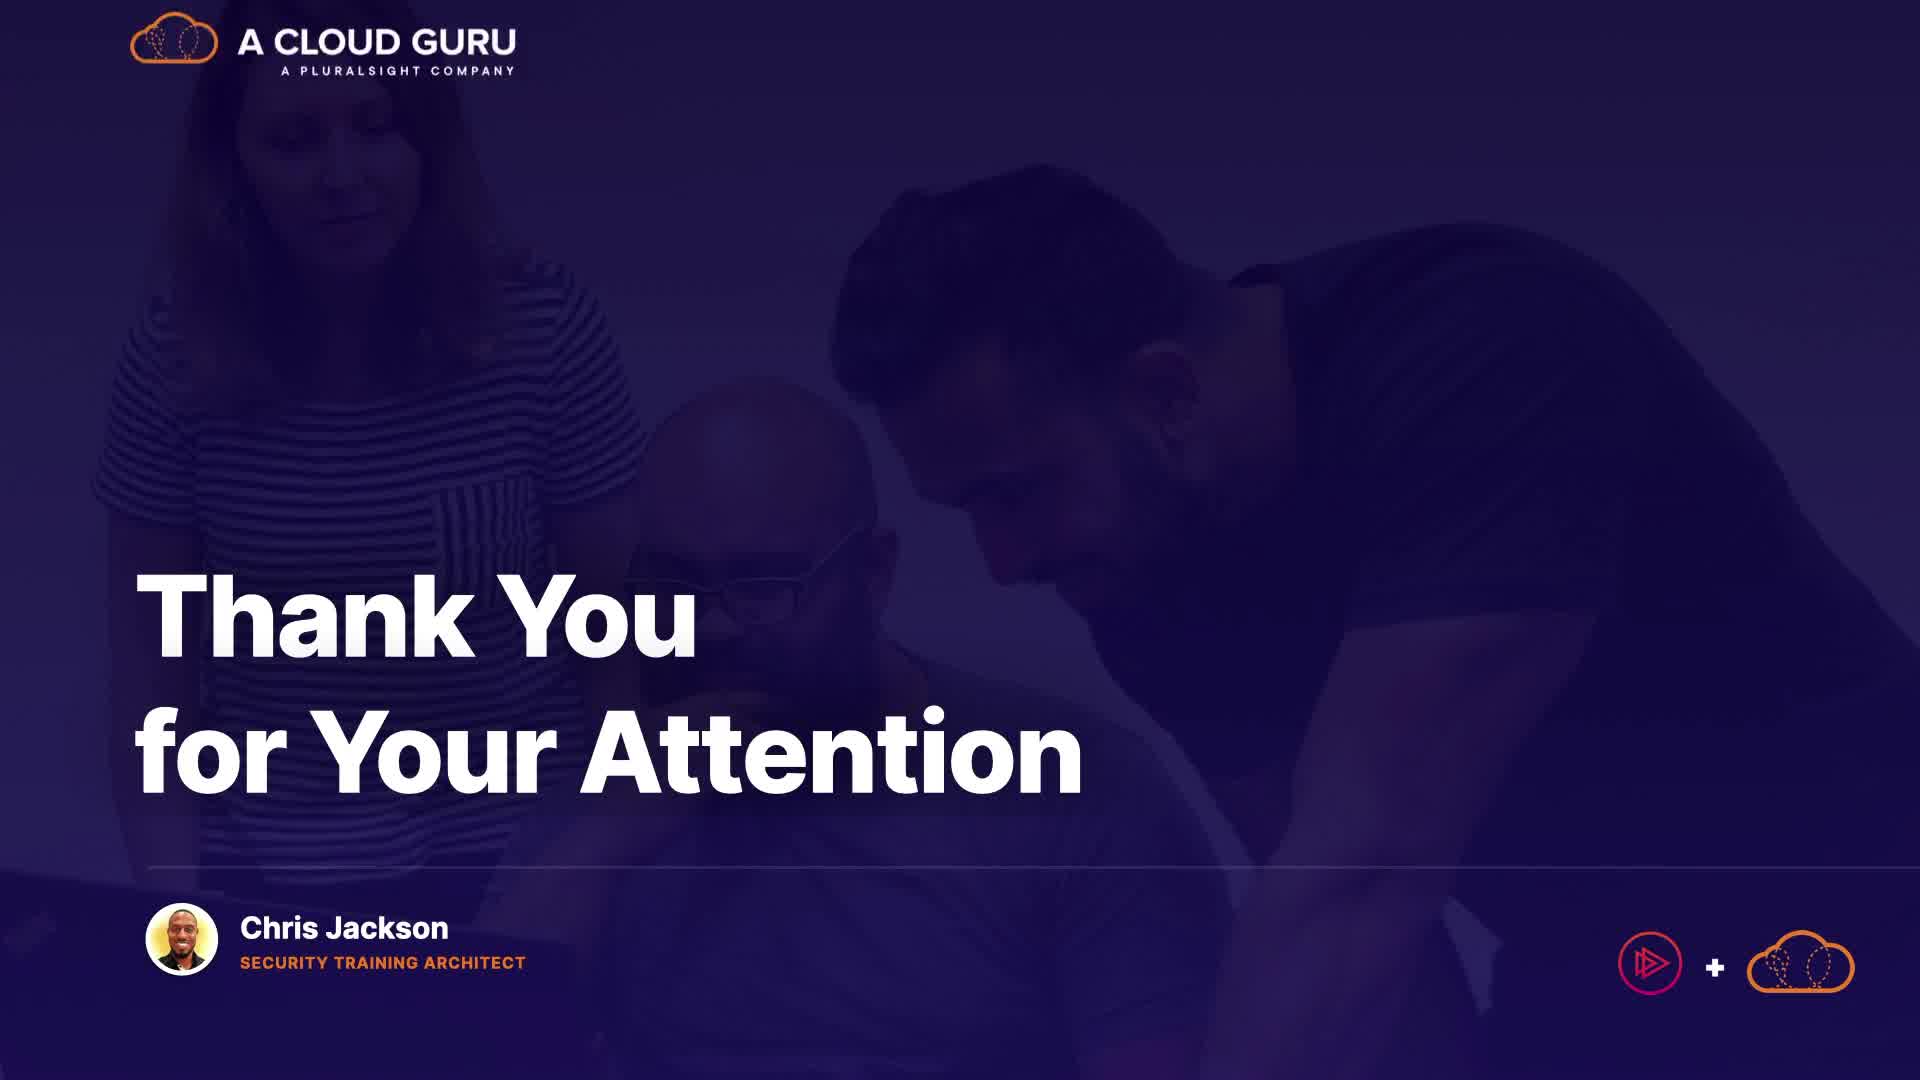 A CLOUD GURU
A PLURALSIGHT COMPANY
Thank You
for Your Attention
Chris Jackson
SECURITY TRAINING ARCHITECT